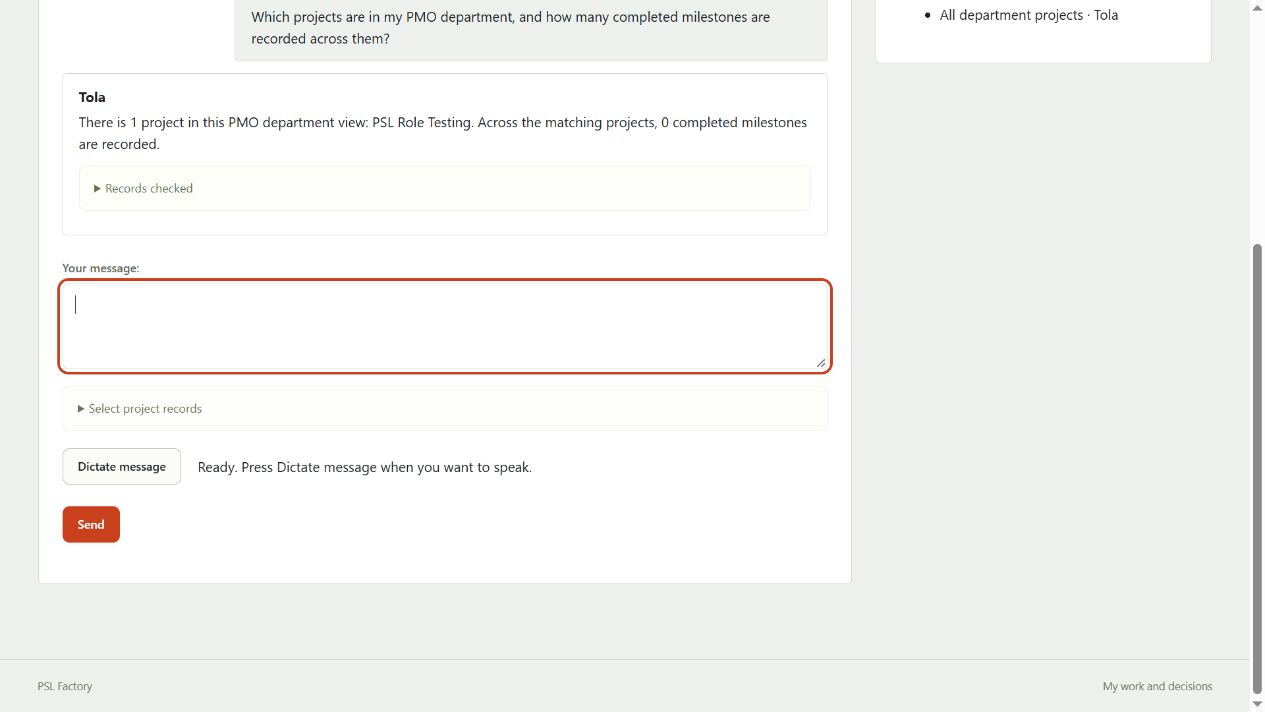 Which projects are in my PMO department, and how many completed milestones are
recorded across them?
All department projects · Tola
Tola
There is 1 project in this PMO department view: PSL Role Testing. Across the matching projects, 0 completed milestones
are recorded.
Records checked
Your message:
Select project records
Dictate message
Ready. Press Dictate message when you want to speak.
Send
PSL Factory
My work and decisions